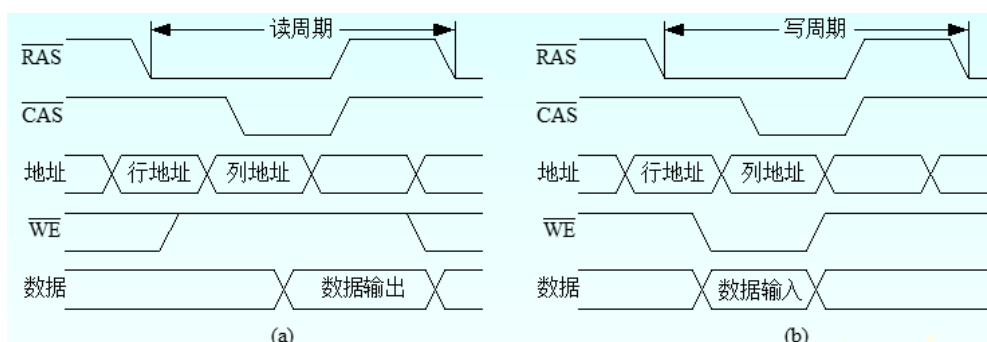 读周期
RAS
CAS
地址 行地址 列地址
WE
数据 数据输出
(a)
写周期
RAS
CAS
地址 行地址 列地址
WE
数据 数据输入
(b)